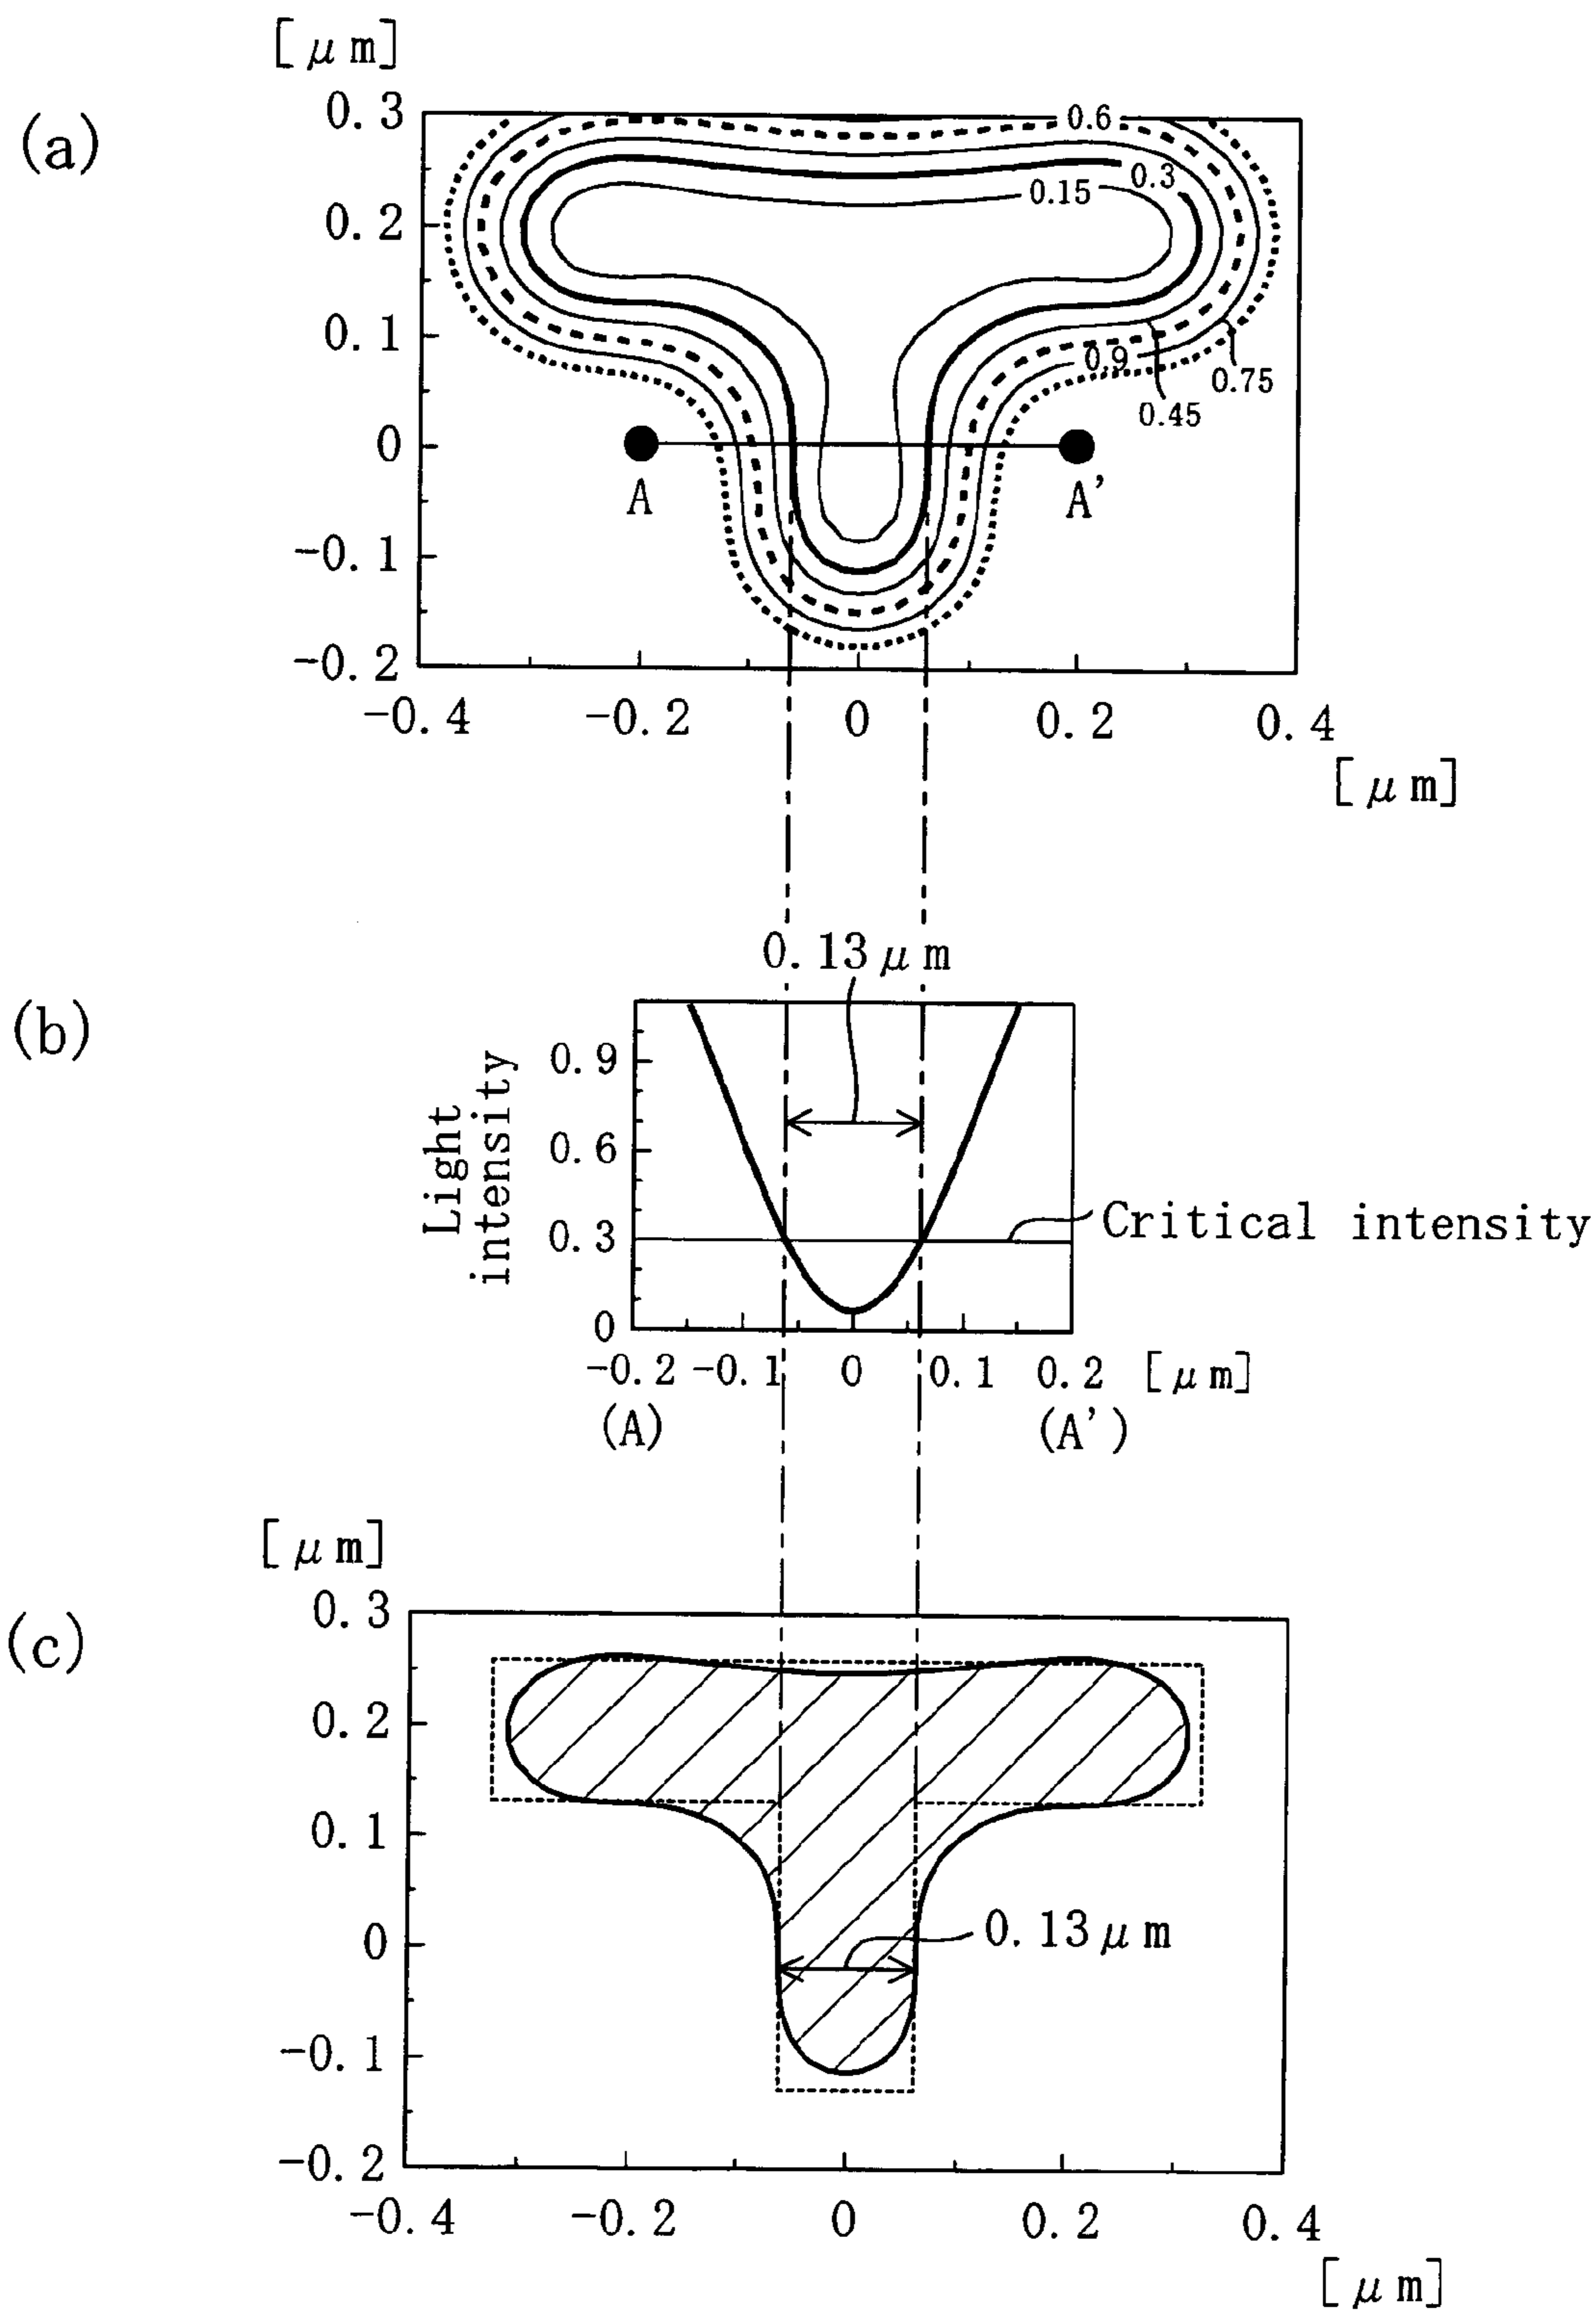 [μm]
(a)
0.3
0.2
0.1
0
-0.1
-0.2
0.6
0.3
0.15
0.9
0.75
0.45
A
A'
-0.4
-0.2
0
0.2
0.4
[μm]
0.13μm
(b)
Light
intensity
0.9
0.6
0.3
0
Critical intensity
-0.2 -0.1 0 0.1 0.2 [μm]
(A)
(A')
[μm]
(c)
0.3
0.2
0.1
0
-0.1
-0.2
0.13μm
-0.4
-0.2
0
0.2
0.4
[μm]